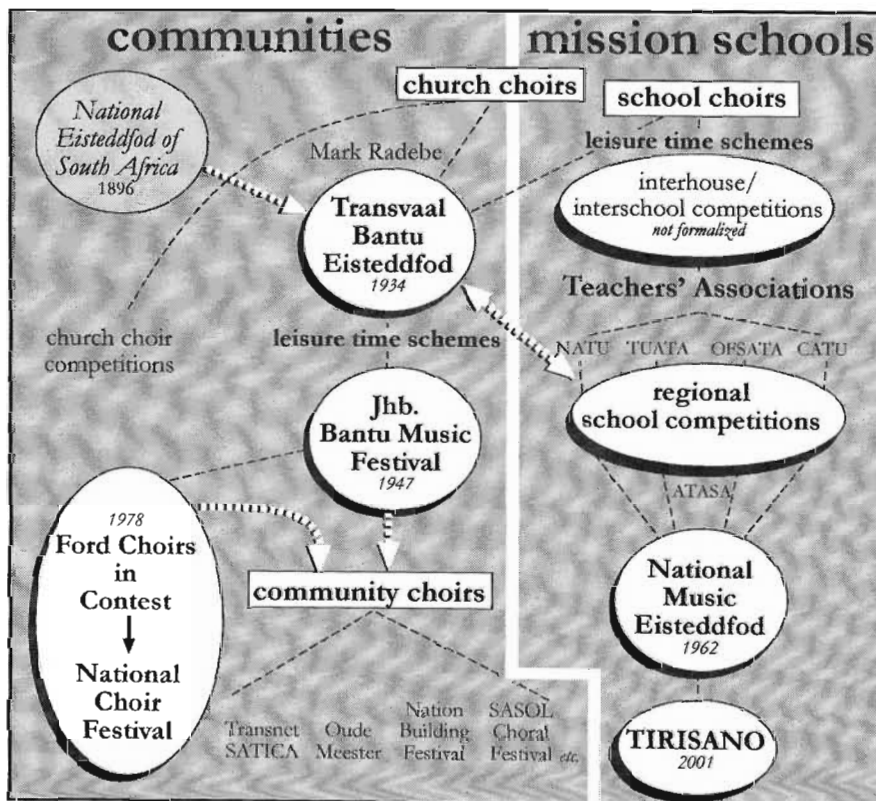 communities
mission schools
church choirs
school choirs
National
Eisteddfod of
South Africa
1896
Mark Radebe
leisure time schemes
Transvaal
Bantu
Eisteddfod
1934
interhouse/
interschool competitions
not formalized
Teachers' Associations
church choir
competitions
leisure time schemes
NATU TUATA OFSATA CATU
Jhb.
Bantu Music
Festival
1947
regional
school competitions
ATASA
1978
Ford Choirs
in
Contest
National
Choir
Festival
community choirs
National
Music
Eisteddfod
1962
Transnet
SATICA
Oude
Meester
Nation
Building
Festival
SASOL
Choral
Festival etc.
TIRISANO
2001